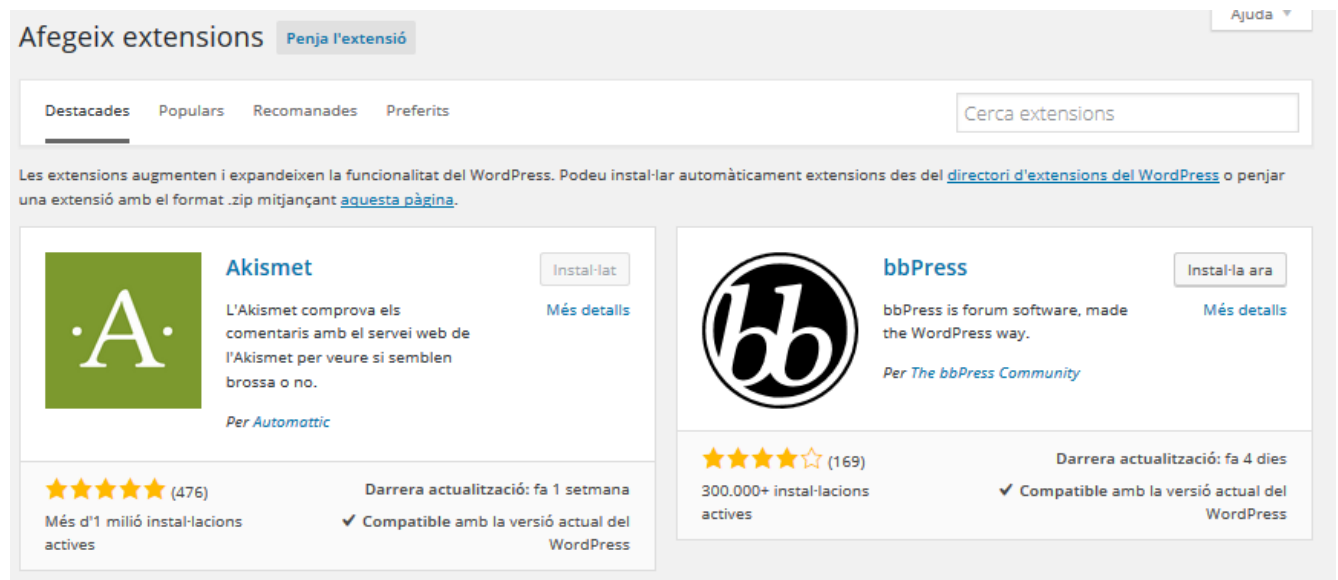 Ajuda
Afegeix extensions Penja l'extensió
Destacades Populars Recomanades Preferits Cerca extensions
Les extensions augmenten i expandeixen la funcionalitat del WordPress. Podeu instal·lar automàticament extensions des del directori d'extensions del WordPress o penjar
una extensió amb el format .zip mitjançant aquesta pàgina.
·A·
Akismet
Instal·lat
L'Akismet comprova els
comentaris amb el servei web de
l'Akismet per veure si semblen
brossa o no.
Més detalls
Per Automattic
(476)
Més d'1 milió instal·lacions
actives
Darrera actualització: fa 1 setmana
✔ Compatible amb la versió actual del
WordPress
bb
bbPress
Instal·la ara
bbPress is forum software, made
the WordPress way.
Més detalls
Per The bbPress Community
(169)
300.000+ instal·lacions
actives
Darrera actualització: fa 4 dies
✔ Compatible amb la versió actual del
WordPress